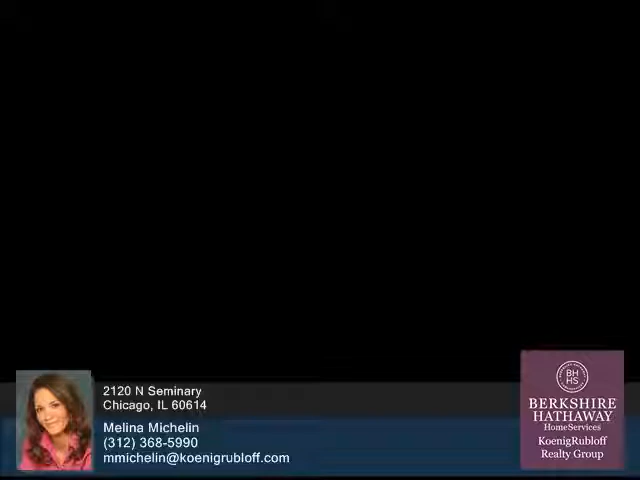 2120 N Seminary
Chicago, IL 60614
Melina Michelin
(312) 368-5990
mmichelin@koenigrubloff.com
BH
HS
BERKSHIRE
HATHAWAY
HomeServices
KoenigRubloff
Realty Group